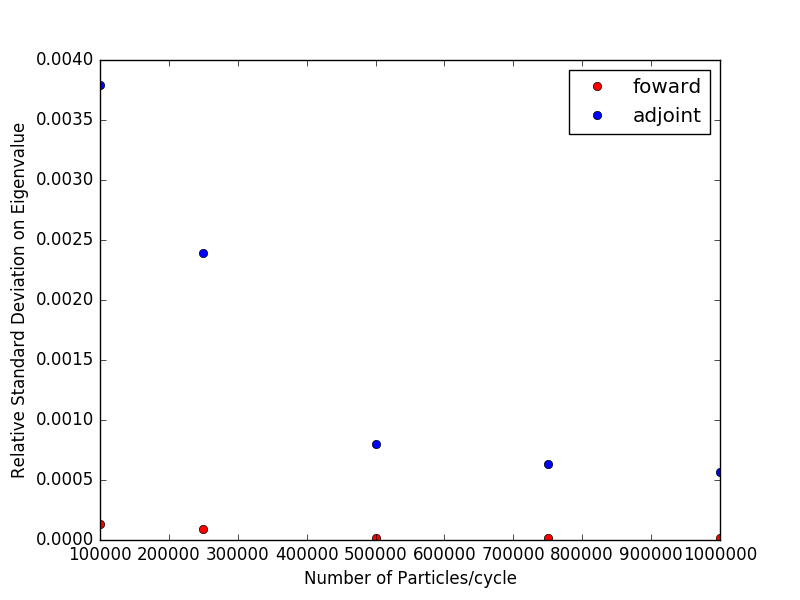 0.0040
0.0035
0.0030
0.0025
0.0020
0.0015
0.0010
0.0005
0.0000
Relative Standard Deviation on Eigenvalue
foward
adjoint
100000 200000 300000 400000 500000 600000 700000 800000 900000 1000000
Number of Particles/cycle